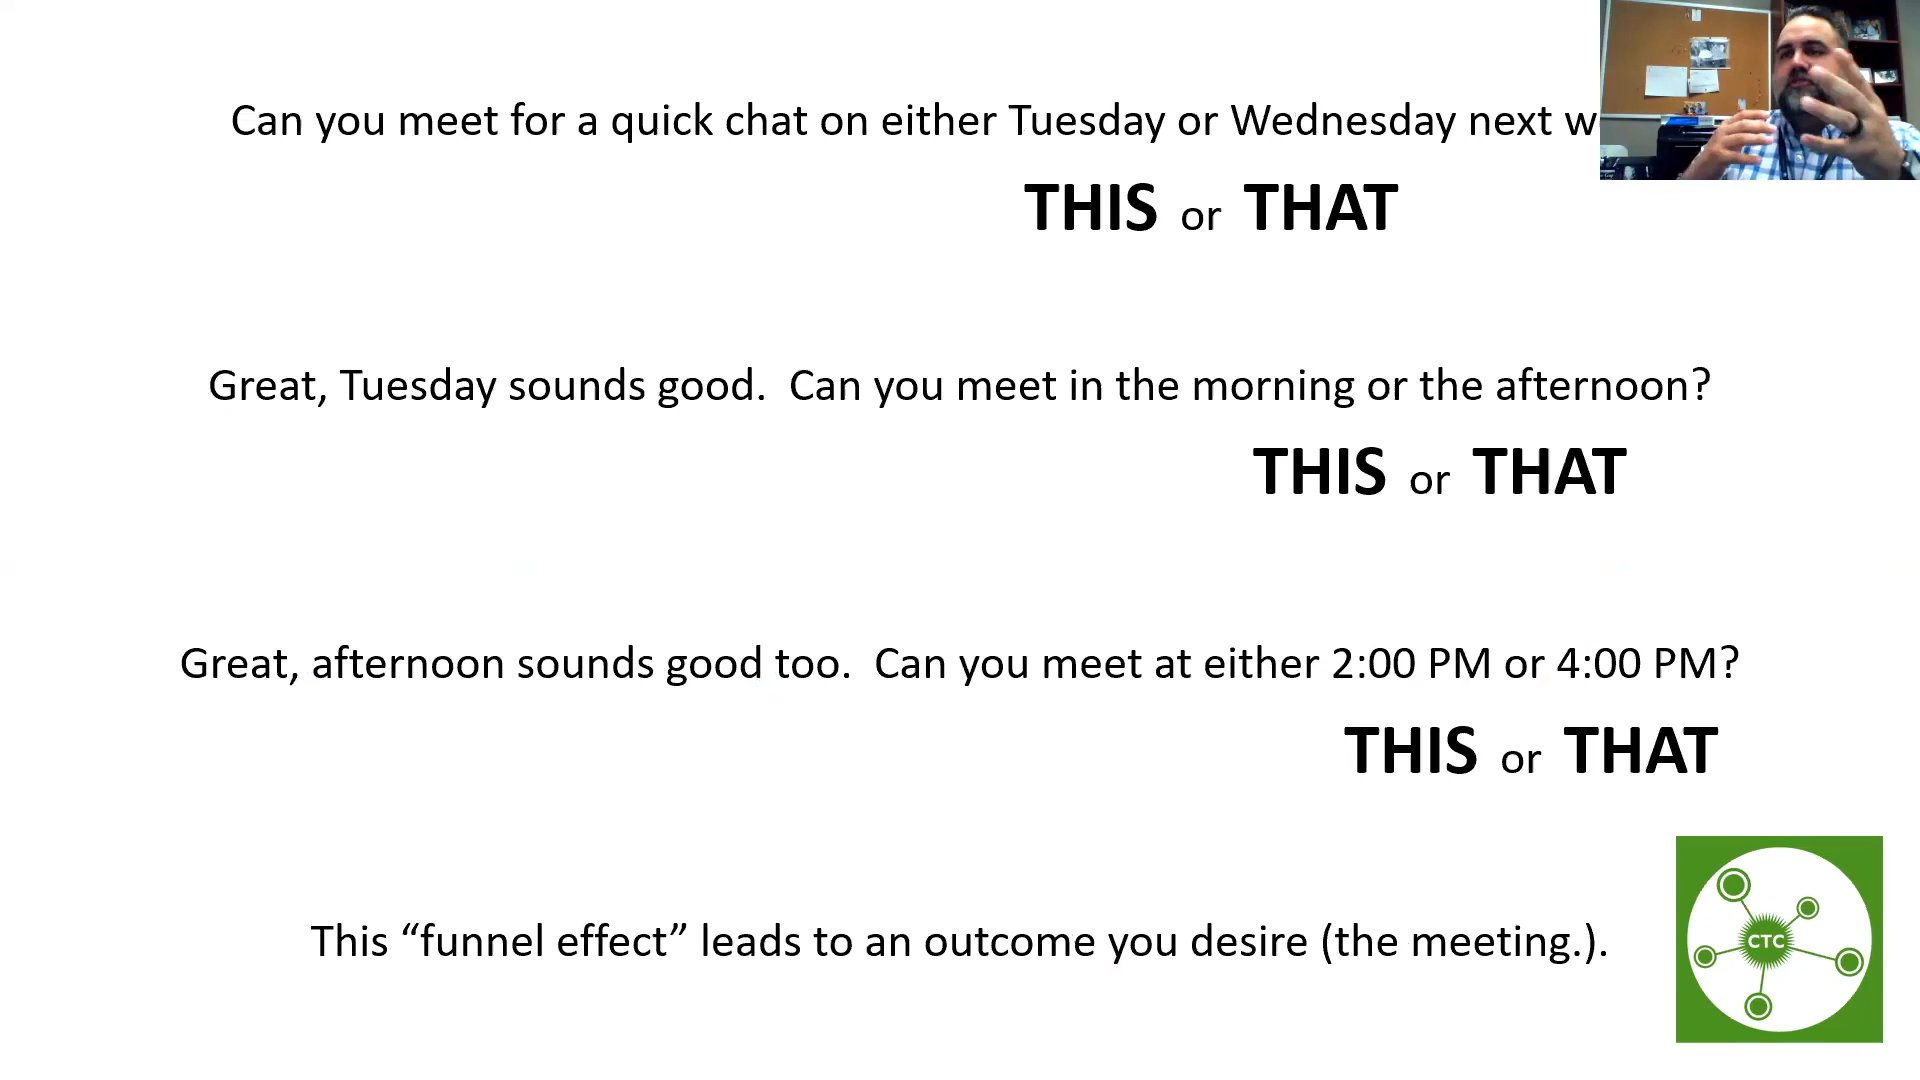 Can you meet for a quick chat on either Tuesday or Wednesday next
THIS or THAT
Great, Tuesday sounds good.  Can you meet in the morning or the afternoon?
THIS or THAT
Great, afternoon sounds good too.  Can you meet at either 2:00 PM or 4:00 PM?
THIS or THAT
This “funnel effect” leads to an outcome you desire (the meeting.).
CTC